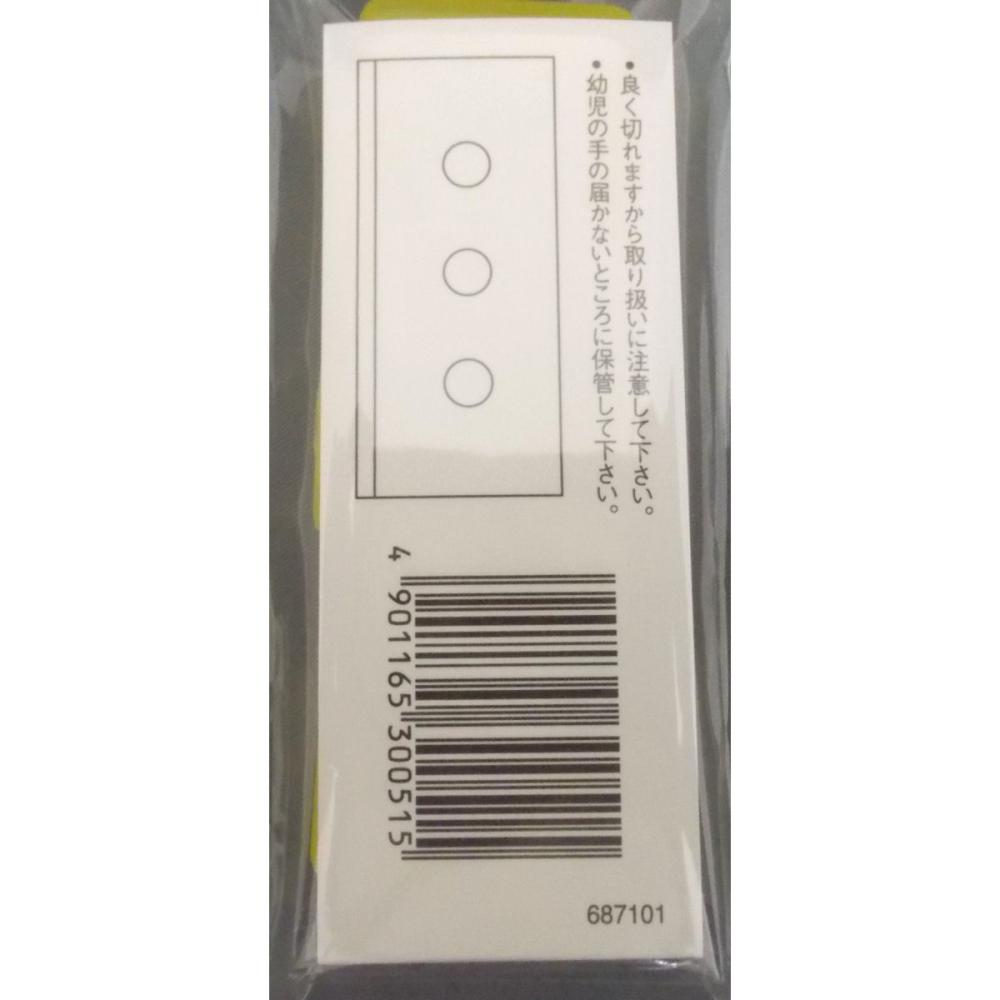 ・良く切れますから取り扱いに注意して下さい。
・幼児の手の届かないところに保管して下さい。
4 901165 300515
687101